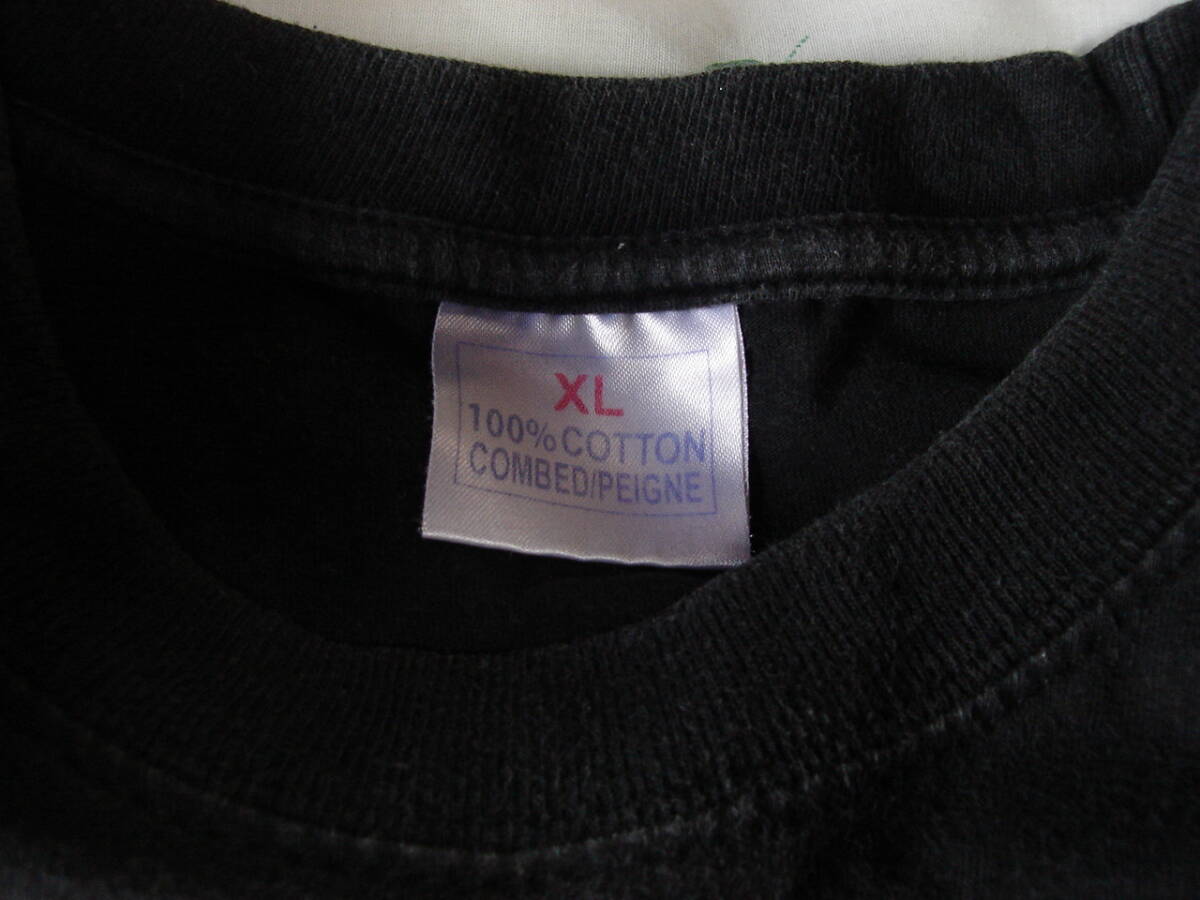 XL
100% COTTON
COMBED/PEIGNE